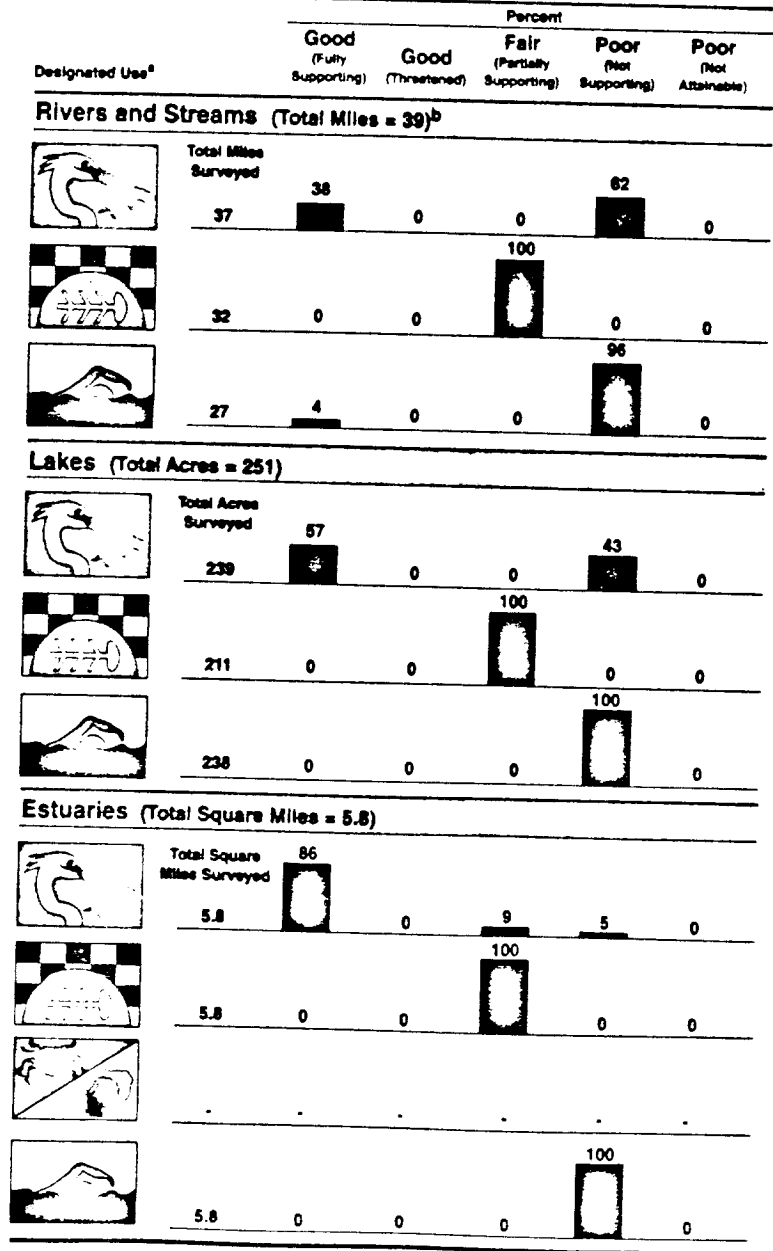 Percent
Designated Useᵃ
Good (Fully Supporting)
Good (Threatened)
Fair (Partially Supporting)
Poor (Not Supporting)
Poor (Not Attainable)
Rivers and Streams (Total Miles = 39)ᵇ
Total Miles Surveyed
38 62
37 0 0 0
100
32 0 0 0 0
96
27 4 0 0 0
Lakes (Total Acres = 251)
Total Acres Surveyed
57 43
239 0 0 0
100
211 0 0 0 0
100
238 0 0 0 0
Estuaries (Total Square Miles = 5.8)
Total Square Miles Surveyed
86
5.8 0 9 5 0
100
5.8 0 0 0 0
- - - - - -
100
5.8 0 0 0 0